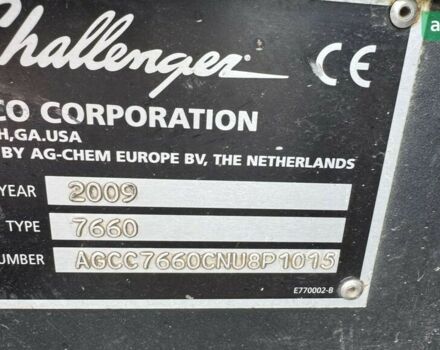 Challenger CE
CO CORPORATION
H,GA.USA
BY AG-CHEM EUROPE BV, THE NETHERLANDS
YEAR 2009
TYPE 7660
NUMBER AGCC7660CNU8P1015
E770002-B